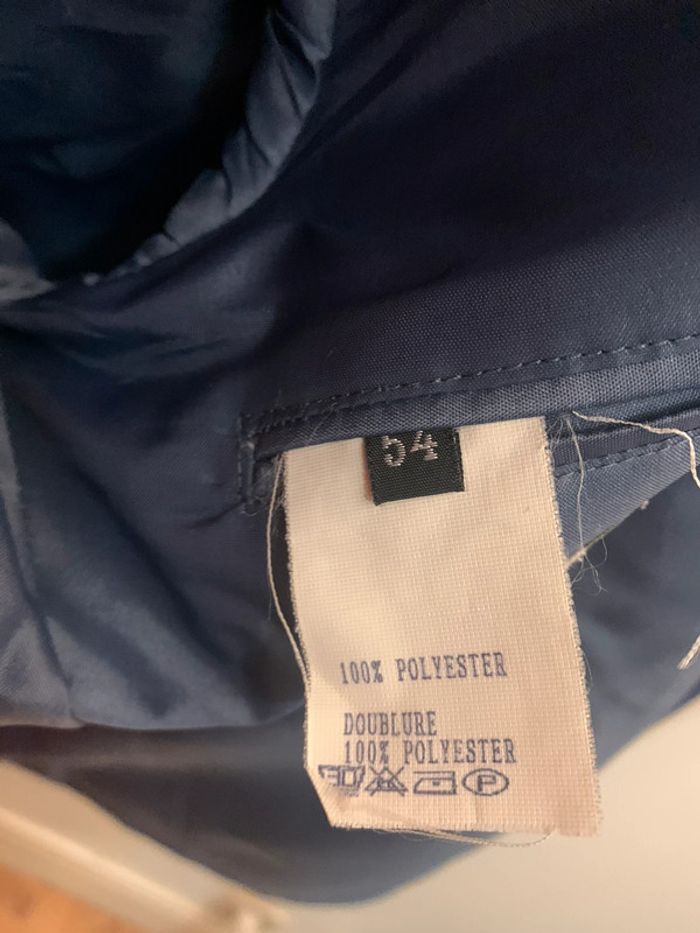 54
100% POLYESTER
DOUBLURE
100% POLYESTER
P